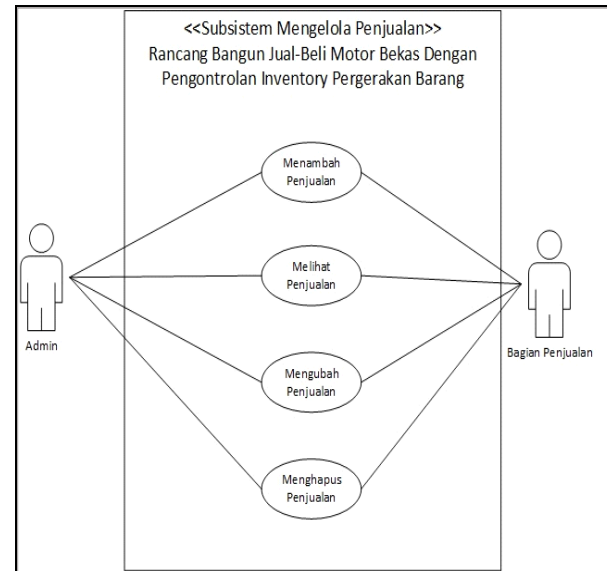 <<Subsistem Mengelola Penjualan>>
Rancang Bangun Jual-Beli Motor Bekas Dengan
Pengontrolan Inventory Pergerakan Barang
Menambah
Penjualan
Melihat
Penjualan
Admin
Bagian Penjualan
Mengubah
Penjualan
Menghapus
Penjualan